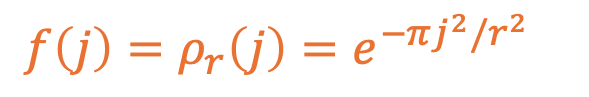 f(j) = ρ_r(j) = e^{-πj²/r²}